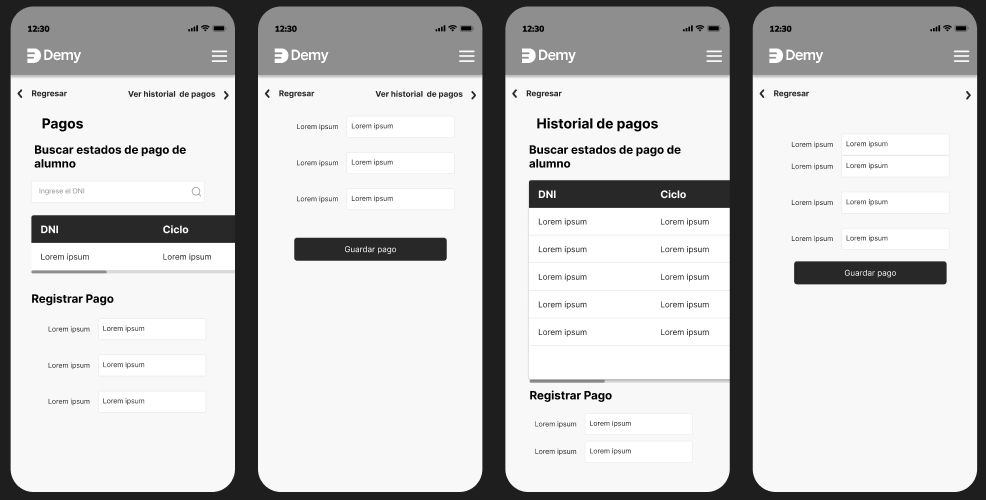 12:30
Demy
Regresar
Ver historial de pagos
Pagos
Buscar estados de pago de
alumno
Ingrese el DNI
DNI Ciclo
Lorem ipsum Lorem ipsum
Registrar Pago
Lorem ipsum Lorem ipsum
Lorem ipsum Lorem ipsum
Lorem ipsum Lorem ipsum
12:30
Demy
Regresar
Ver historial de pagos
Lorem ipsum Lorem ipsum
Lorem ipsum Lorem ipsum
Lorem ipsum Lorem ipsum
Guardar pago
12:30
Demy
Regresar
Historial de pagos
Buscar estados de pago de
alumno
DNI Ciclo
Lorem ipsum Lorem ipsum
Lorem ipsum Lorem ipsum
Lorem ipsum Lorem ipsum
Lorem ipsum Lorem ipsum
Lorem ipsum Lorem ipsum
Registrar Pago
Lorem ipsum Lorem ipsum
Lorem ipsum Lorem ipsum
12:30
Demy
Regresar
Lorem ipsum Lorem ipsum
Lorem ipsum Lorem ipsum
Lorem ipsum Lorem ipsum
Lorem ipsum Lorem ipsum
Guardar pago